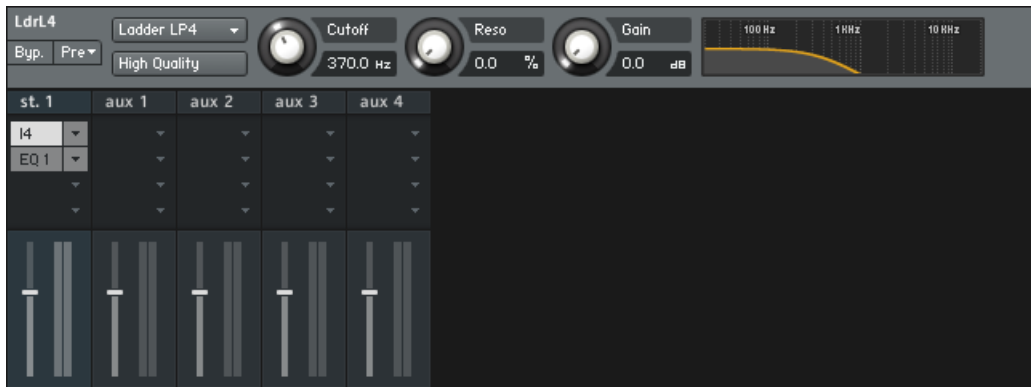 LdrL4
Byp. Pre
Ladder LP4
High Quality
Cutoff
370.0 Hz
Reso
0.0 %
Gain
0.0 dB
100 Hz 1 KHz 10 KHz
st. 1 aux 1 aux 2 aux 3 aux 4
l4
EQ 1